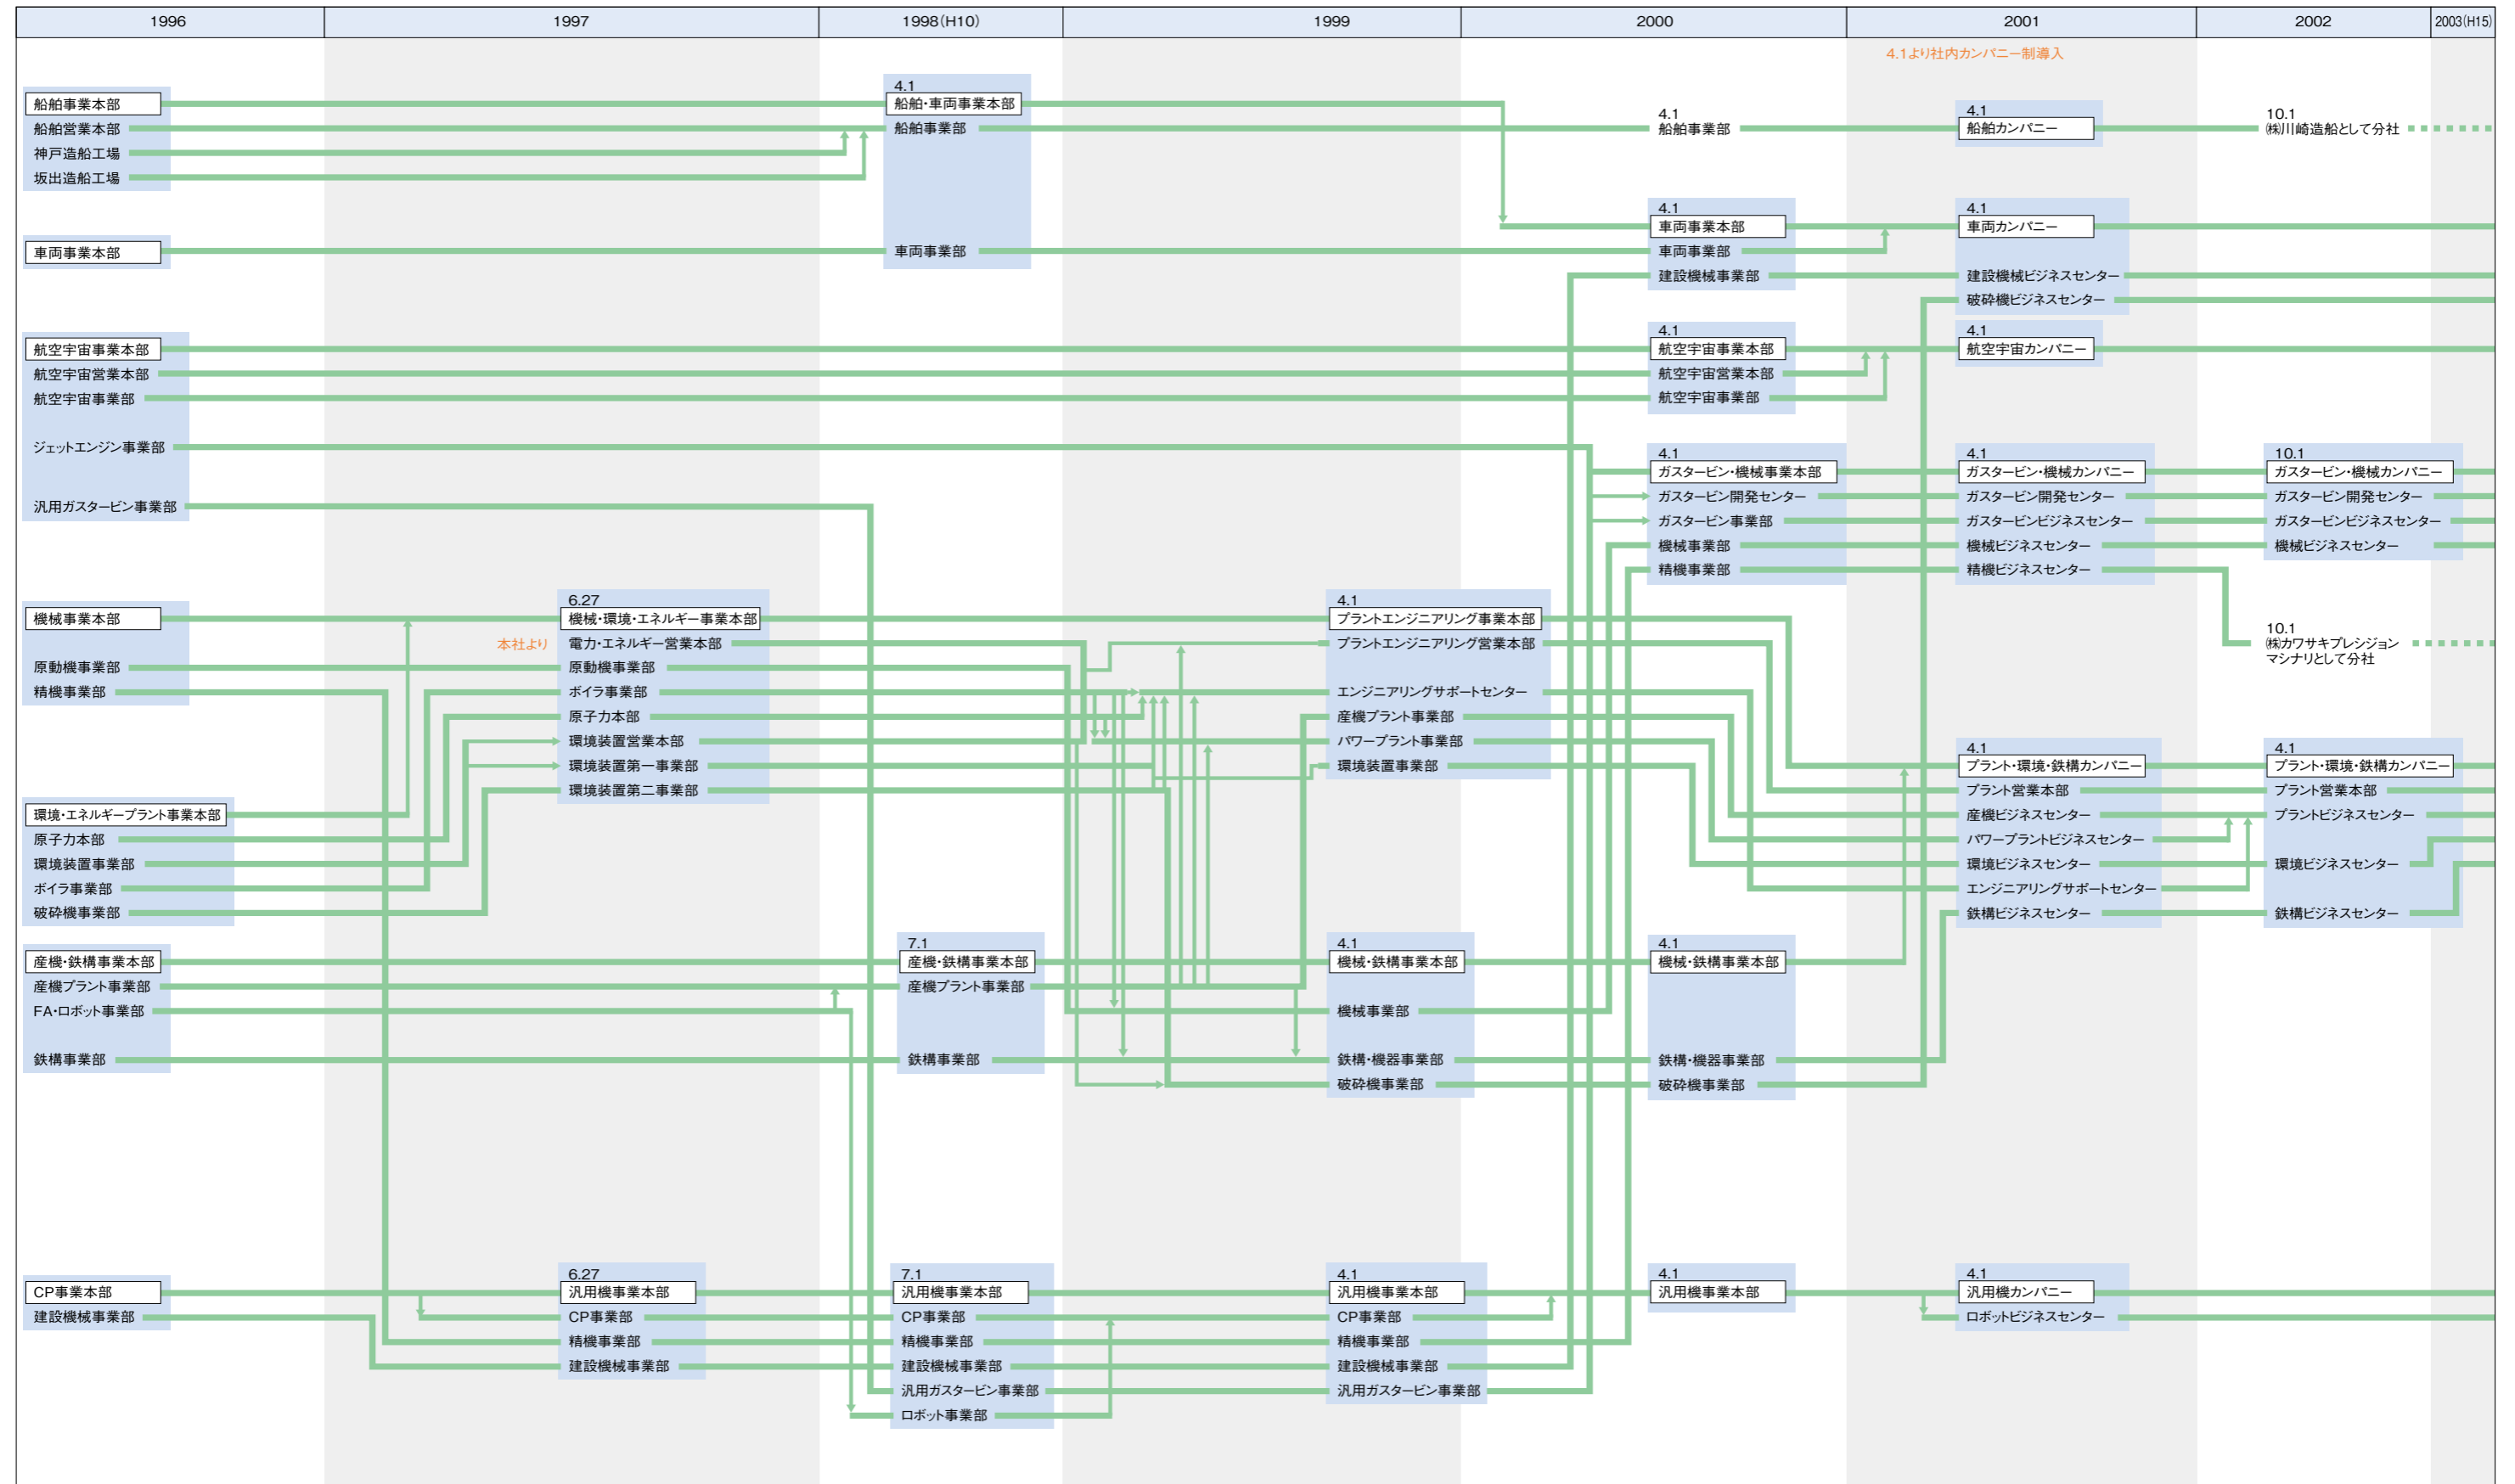 1996
1997
1998(H10)
1999
2000
2001
2002
2003(H15)
4.1より社内カンパニー制導入
船舶事業本部
船舶営業本部
神戸造船工場
坂出造船工場
4.1
船舶・車両事業本部
船舶事業部
車両事業部
4.1
船舶事業部
4.1
船舶カンパニー
10.1
㈱川崎造船として分社
車両事業本部
4.1
車両事業本部
車両事業部
建設機械事業部
4.1
車両カンパニー
建設機械ビジネスセンター
破砕機ビジネスセンター
航空宇宙事業本部
航空宇宙営業本部
航空宇宙事業部
ジェットエンジン事業部
汎用ガスタービン事業部
4.1
航空宇宙事業本部
航空宇宙営業本部
航空宇宙事業部
4.1
航空宇宙カンパニー
4.1
ガスタービン・機械事業本部
ガスタービン開発センター
ガスタービン事業部
機械事業部
精機事業部
4.1
ガスタービン・機械カンパニー
ガスタービン開発センター
ガスタービンビジネスセンター
機械ビジネスセンター
精機ビジネスセンター
10.1
ガスタービン・機械カンパニー
ガスタービン開発センター
ガスタービンビジネスセンター
機械ビジネスセンター
10.1
㈱カワサキプレシジョン
マシナリとして分社
機械事業本部
原動機事業部
精機事業部
本社より
6.27
機械・環境・エネルギー事業本部
電力・エネルギー営業本部
原動機事業部
ボイラ事業部
原子力本部
環境装置営業本部
環境装置第一事業部
環境装置第二事業部
4.1
プラントエンジニアリング事業本部
プラントエンジニアリング営業本部
エンジニアリングサポートセンター
産機プラント事業部
パワープラント事業部
環境装置事業部
4.1
プラント・環境・鉄構カンパニー
プラント営業本部
産機ビジネスセンター
パワープラントビジネスセンター
環境ビジネスセンター
エンジニアリングサポートセンター
鉄構ビジネスセンター
4.1
プラント・環境・鉄構カンパニー
プラント営業本部
プラントビジネスセンター
環境ビジネスセンター
鉄構ビジネスセンター
環境・エネルギープラント事業本部
原子力本部
環境装置事業部
ボイラ事業部
破砕機事業部
産機・鉄構事業本部
産機プラント事業部
FA・ロボット事業部
鉄構事業部
7.1
産機・鉄構事業本部
産機プラント事業部
鉄構事業部
4.1
機械・鉄構事業本部
機械事業部
鉄構・機器事業部
破砕機事業部
4.1
機械・鉄構事業本部
鉄構・機器事業部
破砕機事業部
CP事業本部
建設機械事業部
6.27
汎用機事業本部
CP事業部
精機事業部
建設機械事業部
7.1
汎用機事業本部
CP事業部
精機事業部
建設機械事業部
汎用ガスタービン事業部
ロボット事業部
4.1
汎用機事業本部
CP事業部
精機事業部
建設機械事業部
汎用ガスタービン事業部
4.1
汎用機事業本部
4.1
汎用機カンパニー
ロボットビジネスセンター